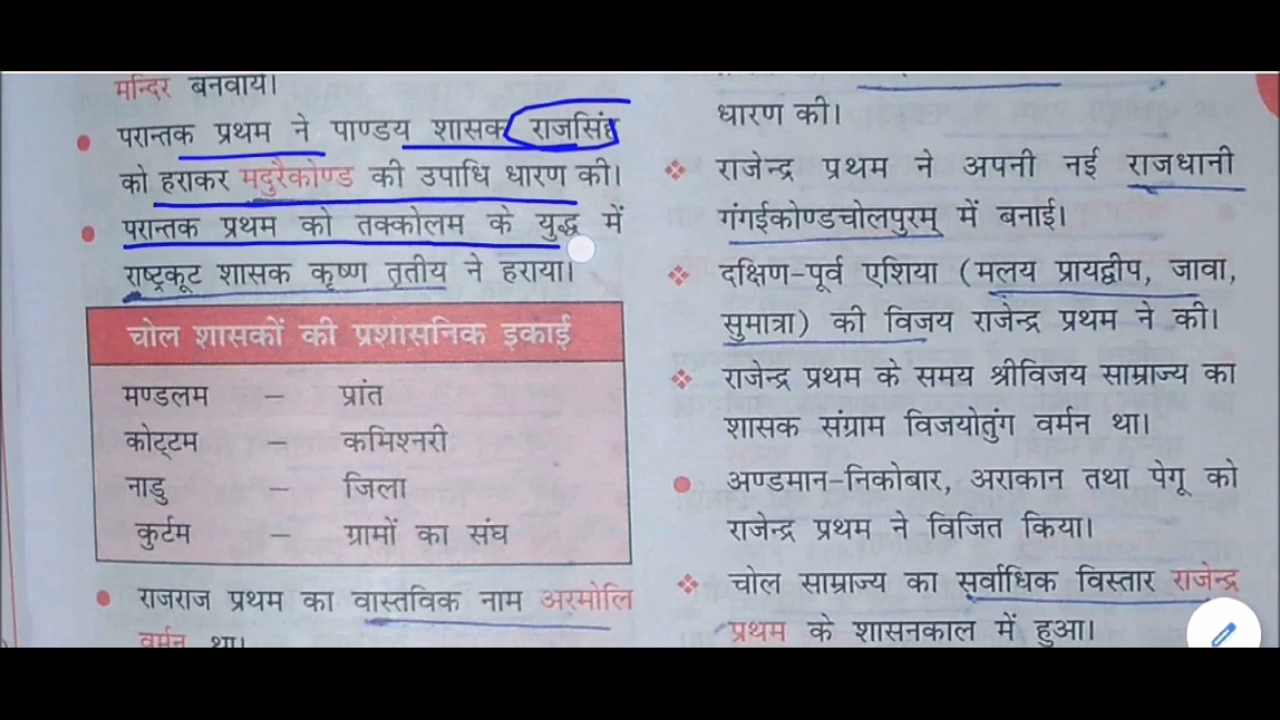 मन्दिर बनवाये।
परान्तक प्रथम ने पाण्डय शासक राजसिंह
को हराकर मदुरैकोण्ड की उपाधि धारण की।
परान्तक प्रथम को तक्कोलम के युद्ध में
राष्ट्रकूट शासक कृष्ण तृतीय ने हराया।
चोल शासकों की प्रशासनिक इकाई
मण्डलम – प्रांत
कोट्टम – कमिश्नरी
नाडु – जिला
कुर्टम – ग्रामों का संघ
राजराज प्रथम का वास्तविक नाम अरमोलि
वर्मन था।
धारण की।
राजेन्द्र प्रथम ने अपनी नई राजधानी
गंगईकोण्डचोलपुरम् में बनाई।
दक्षिण-पूर्व एशिया (मलय प्रायद्वीप, जावा,
सुमात्रा) की विजय राजेन्द्र प्रथम ने की।
राजेन्द्र प्रथम के समय श्रीविजय साम्राज्य का
शासक संग्राम विजयोतुंग वर्मन था।
अण्डमान-निकोबार, अराकान तथा पेगू को
राजेन्द्र प्रथम ने विजित किया।
चोल साम्राज्य का सर्वाधिक विस्तार राजेन्द्र
प्रथम के शासनकाल में हुआ।